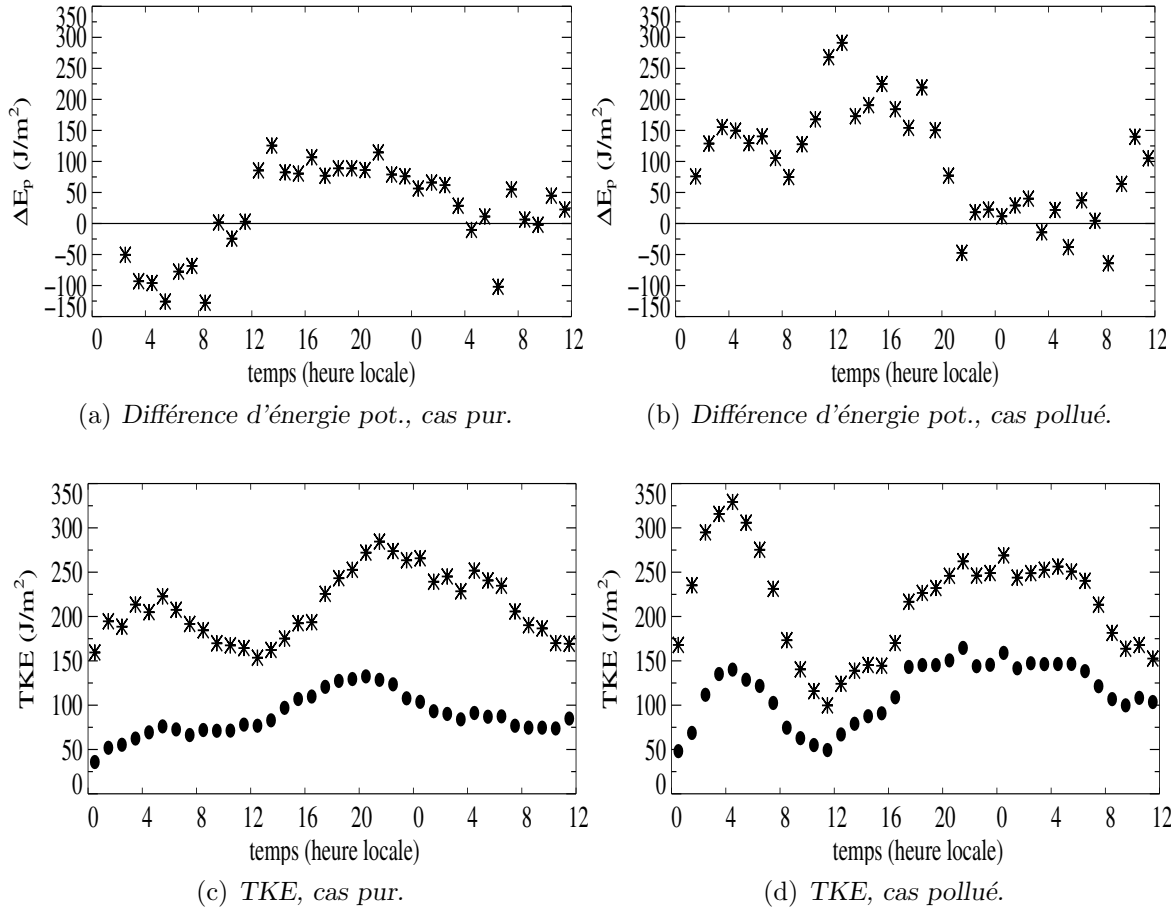 350
300
250
200
150
100
50
0
−50
−100
−150
ΔE_p (J/m²)
0 4 8 12 16 20 0 4 8 12
temps (heure locale)
(a) Différence d'énergie pot., cas pur.
350
300
250
200
150
100
50
0
−50
−100
−150
ΔE_p (J/m²)
0 4 8 12 16 20 0 4 8 12
temps (heure locale)
(b) Différence d'énergie pot., cas pollué.
350
300
250
200
150
100
50
0
TKE (J/m²)
0 4 8 12 16 20 0 4 8 12
temps (heure locale)
(c) TKE, cas pur.
350
300
250
200
150
100
50
0
TKE (J/m²)
0 4 8 12 16 20 0 4 8 12
temps (heure locale)
(d) TKE, cas pollué.